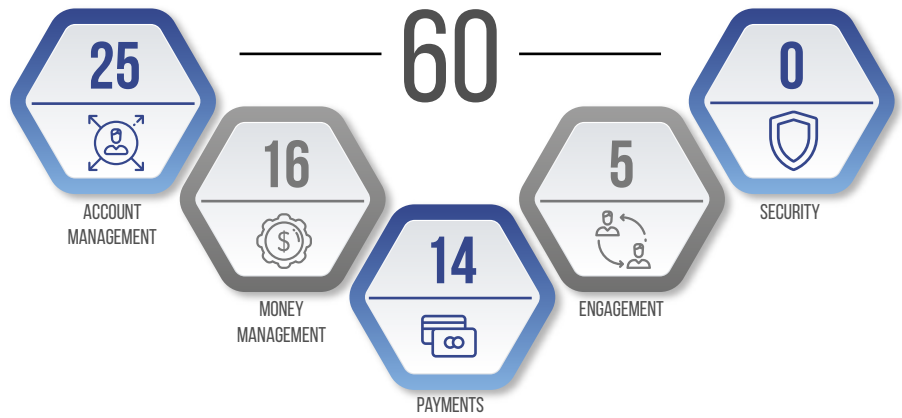 60
25
ACCOUNT
MANAGEMENT
16
$
MONEY
MANAGEMENT
14
PAYMENTS
5
ENGAGEMENT
0
SECURITY